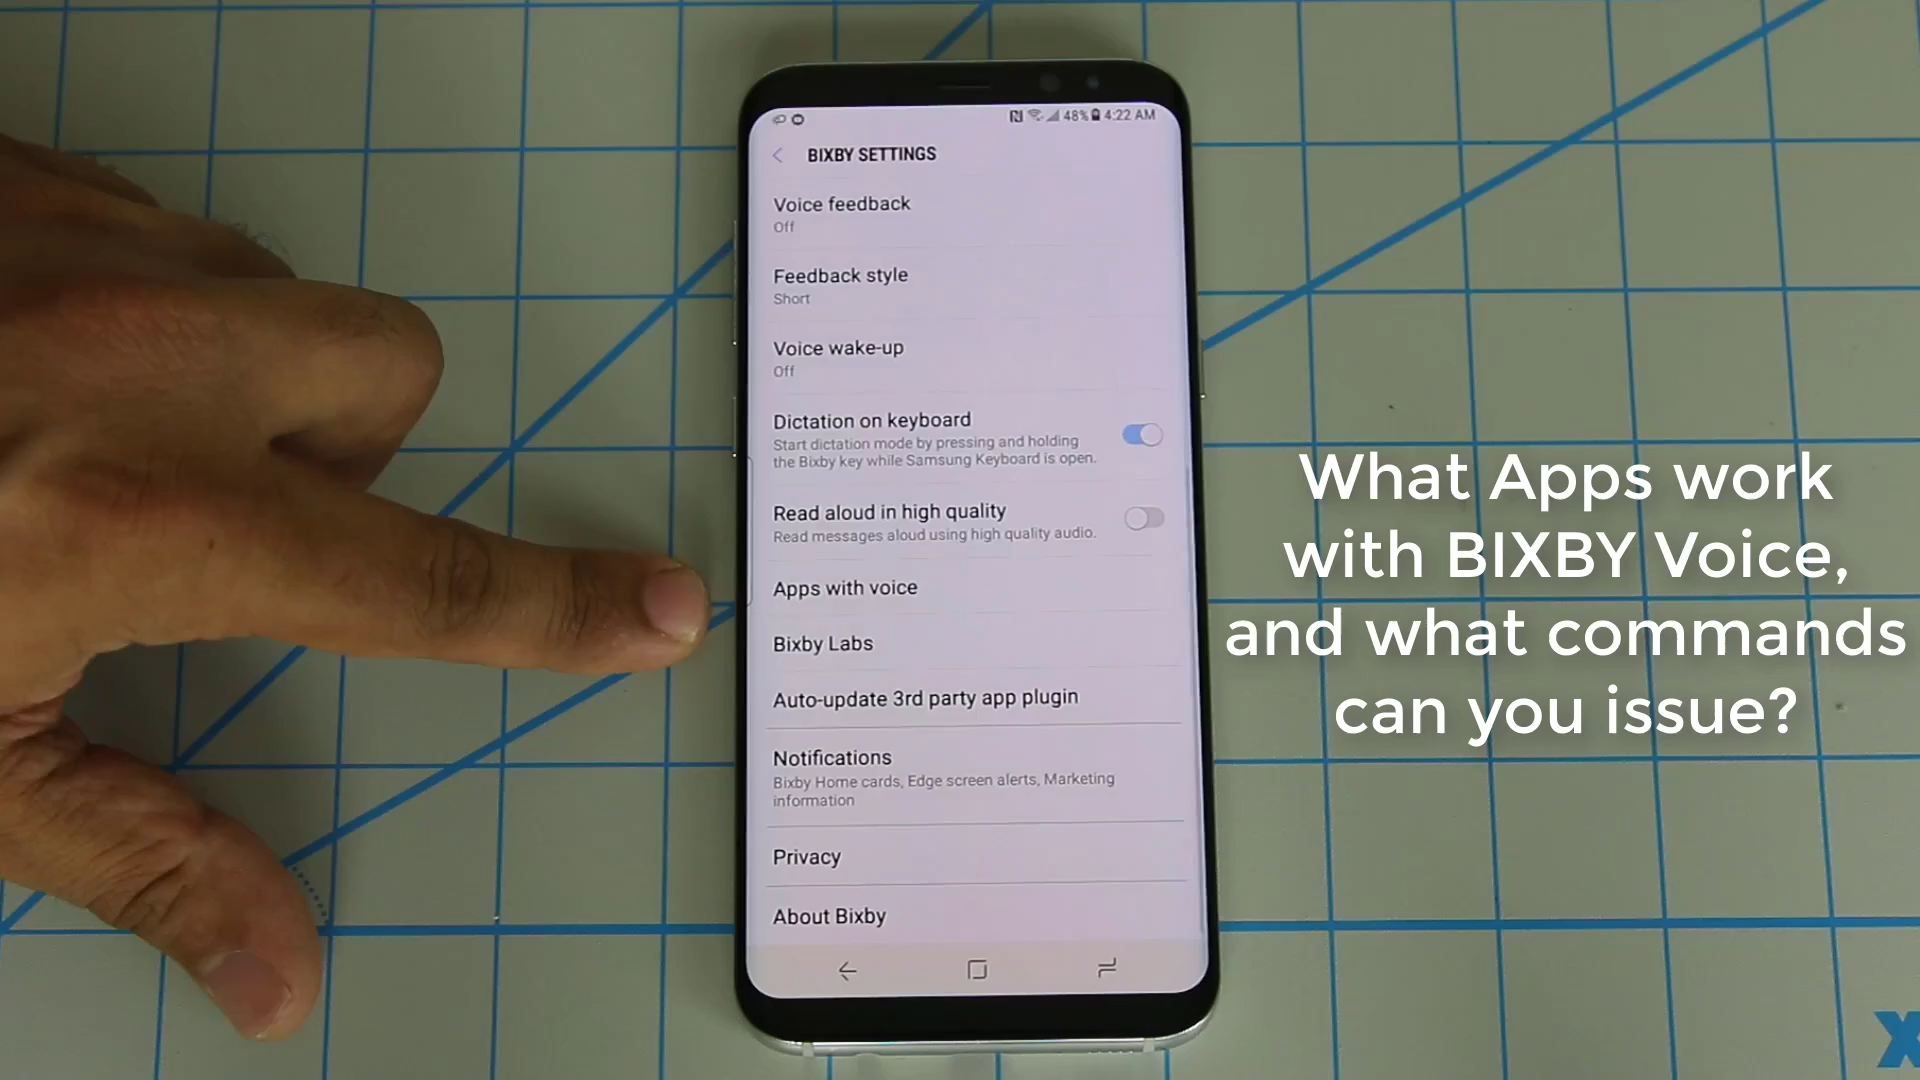 48% 4:22 AM
BIXBY SETTINGS
Voice feedback
Off
Feedback style
Short
Voice wake-up
Off
Dictation on keyboard
Start dictation mode by pressing and holding
the Bixby key while Samsung Keyboard is open.
Read aloud in high quality
Read messages aloud using high quality audio.
Apps with voice
Bixby Labs
Auto-update 3rd party app plugin
Notifications
Bixby Home cards, Edge screen alerts, Marketing
information
Privacy
About Bixby
What Apps work
with BIXBY Voice,
and what commands
can you issue?
X